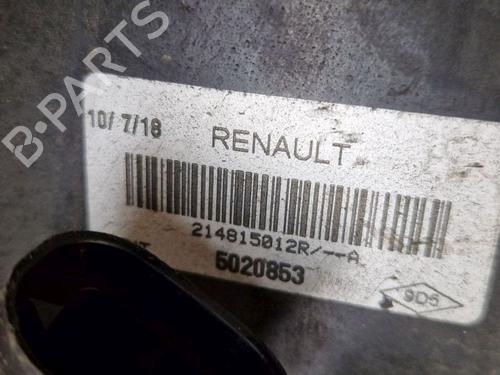 B-PARTS
10/ 7/18 RENAULT
214815012R/--A
5020853
9D5